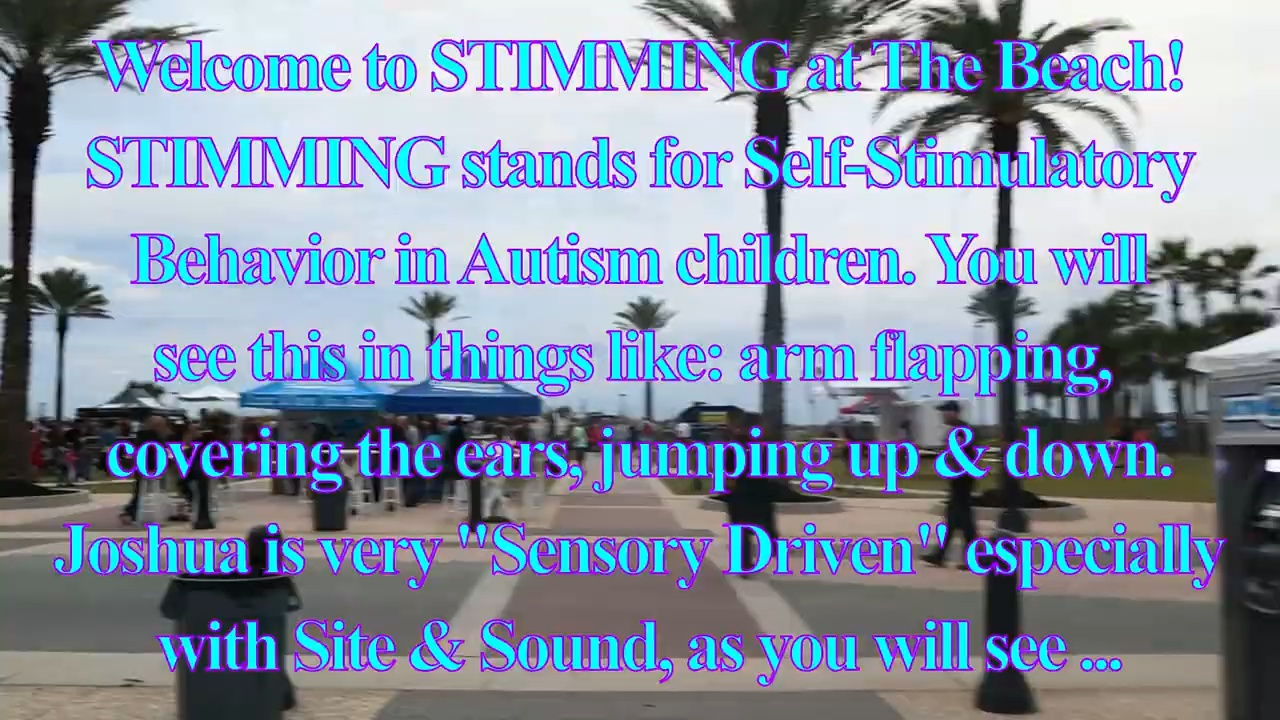 Welcome to STIMMING at The Beach!
STIMMING stands for Self-Stimulatory
Behavior in Autism children. You will
see this in things like: arm flapping,
covering the ears, jumping up & down.
Joshua is very "Sensory Driven" especially
with Site & Sound, as you will see ...